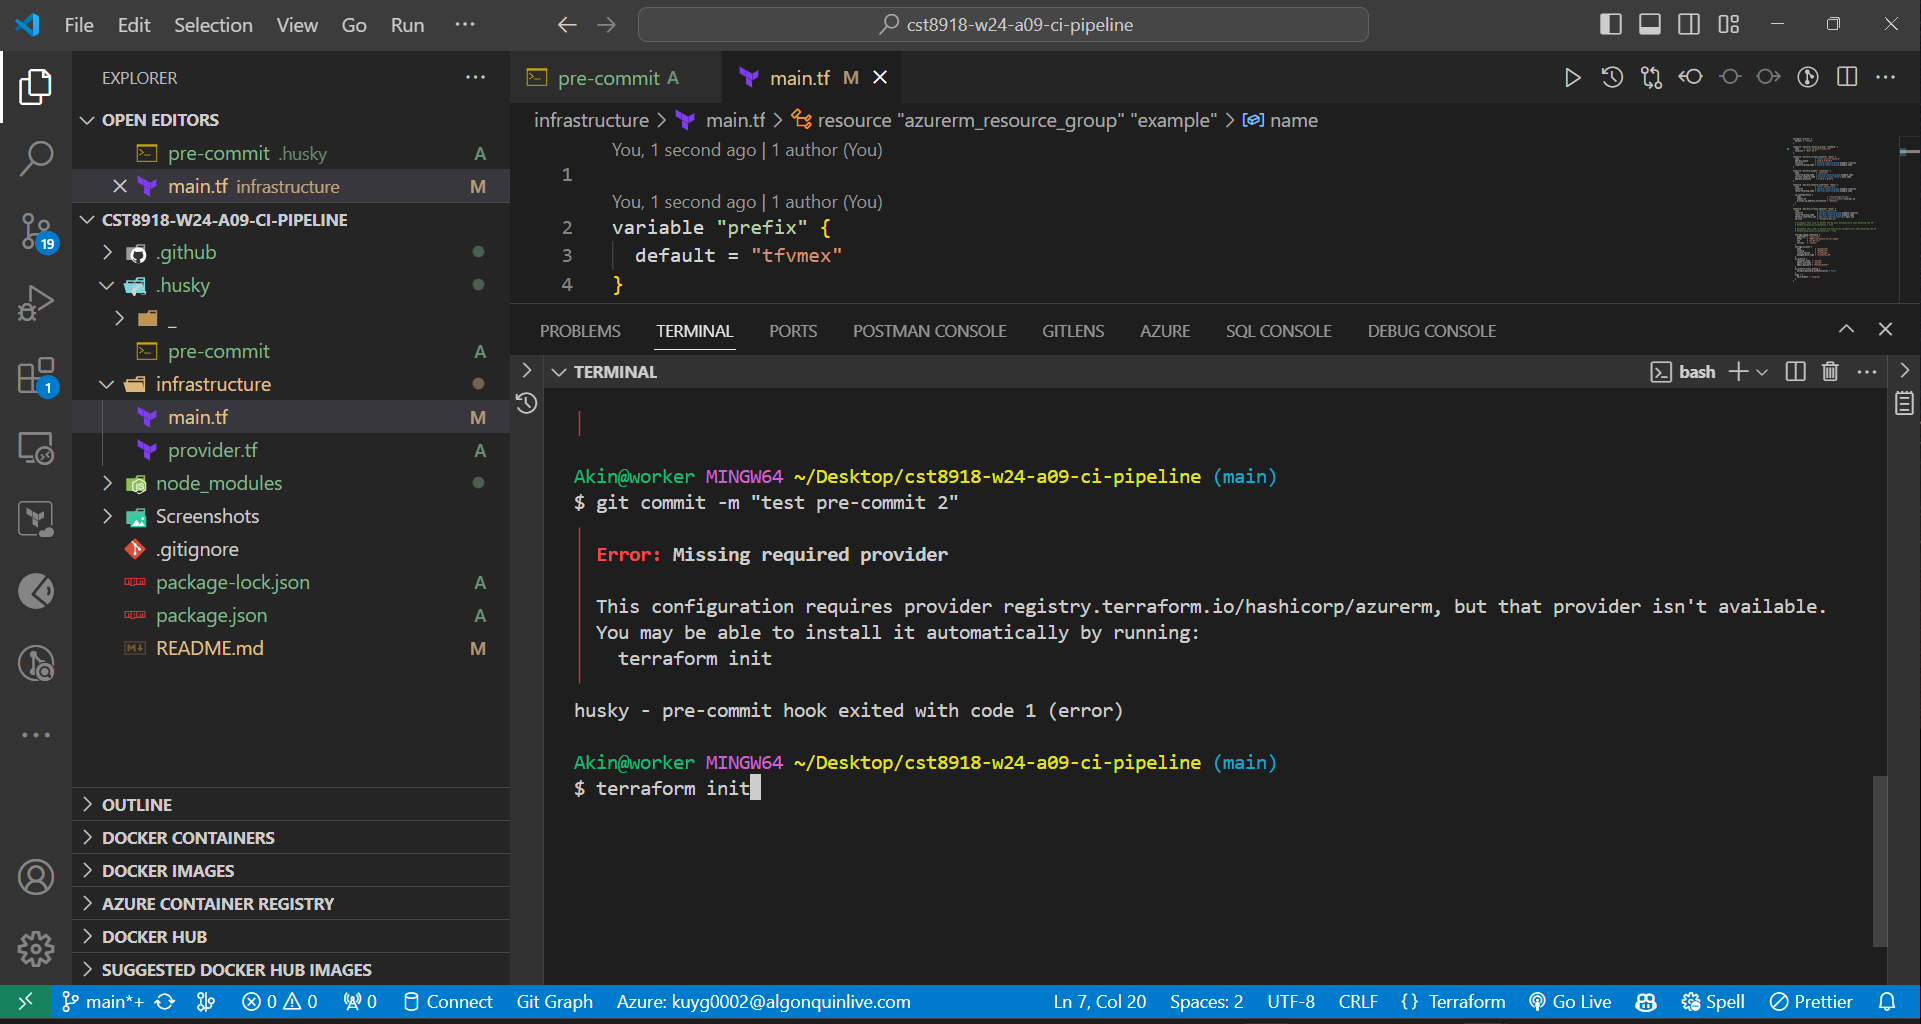 File Edit Selection View Go Run ···
cst8918-w24-a09-ci-pipeline
EXPLORER
OPEN EDITORS
pre-commit .husky A
main.tf infrastructure M
CST8918-W24-A09-CI-PIPELINE
.github
.husky
_
pre-commit A
infrastructure
main.tf M
provider.tf A
node_modules
Screenshots
.gitignore
package-lock.json A
package.json A
README.md M
OUTLINE
DOCKER CONTAINERS
DOCKER IMAGES
AZURE CONTAINER REGISTRY
DOCKER HUB
SUGGESTED DOCKER HUB IMAGES
19
1
pre-commit A
main.tf M
infrastructure > main.tf > resource "azurerm_resource_group" "example" > name
You, 1 second ago | 1 author (You)
1
You, 1 second ago | 1 author (You)
2 variable "prefix" {
3 default = "tfvmex"
4 }
PROBLEMS TERMINAL PORTS POSTMAN CONSOLE GITLENS AZURE SQL CONSOLE DEBUG CONSOLE
TERMINAL
bash
Akin@worker MINGW64 ~/Desktop/cst8918-w24-a09-ci-pipeline (main)
$ git commit -m "test pre-commit 2"
Error: Missing required provider
This configuration requires provider registry.terraform.io/hashicorp/azurerm, but that provider isn't available.
You may be able to install it automatically by running:
terraform init
husky - pre-commit hook exited with code 1 (error)
Akin@worker MINGW64 ~/Desktop/cst8918-w24-a09-ci-pipeline (main)
$ terraform init
main*+ 0 0 0 Connect Git Graph Azure: kuyg0002@algonquinlive.com Ln 7, Col 20 Spaces: 2 UTF-8 CRLF {} Terraform Go Live Spell Prettier